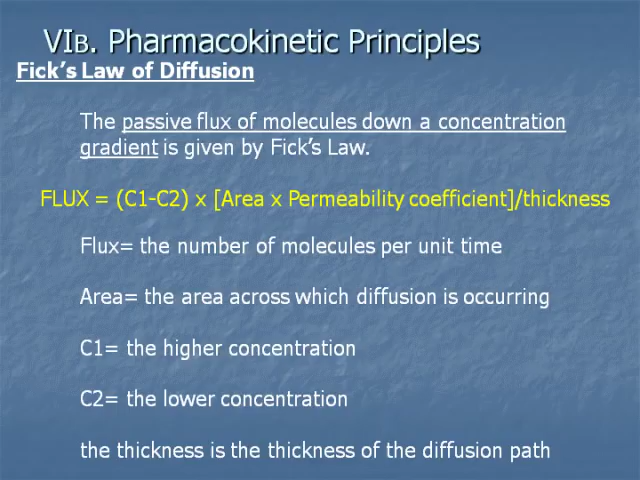 VIB. Pharmacokinetic Principles
Fick's Law of Diffusion
The passive flux of molecules down a concentration
gradient is given by Fick's Law.
FLUX = (C1-C2) x [Area x Permeability coefficient]/thickness
Flux= the number of molecules per unit time
Area= the area across which diffusion is occurring
C1= the higher concentration
C2= the lower concentration
the thickness is the thickness of the diffusion path